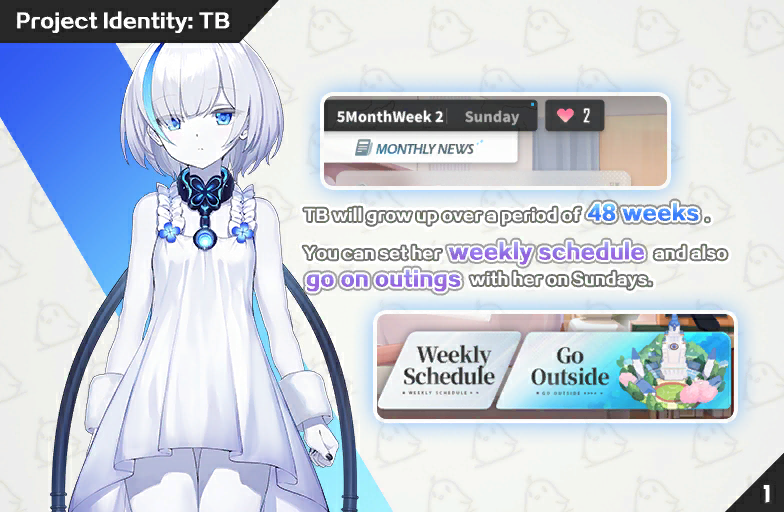 Project Identity: TB
5MonthWeek 2 Sunday 2
MONTHLY NEWS
TB will grow up over a period of 48 weeks.
You can set her weekly schedule and also
go on outings with her on Sundays.
Weekly
Schedule
WEEKLY SCHEDULE
Go
Outside
GO OUTSIDE
1